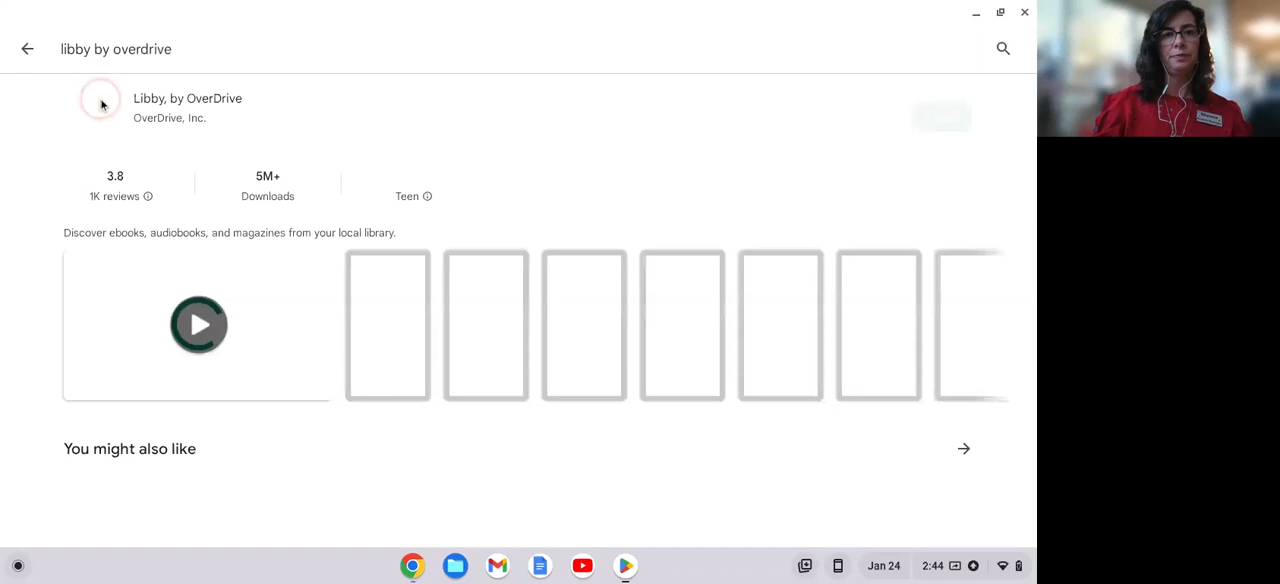 libby by overdrive
Libby, by OverDrive
OverDrive, Inc.
3.8
1K reviews
5M+
Downloads
Teen
Discover ebooks, audiobooks, and magazines from your local library.
You might also like
Jan 24
2:44